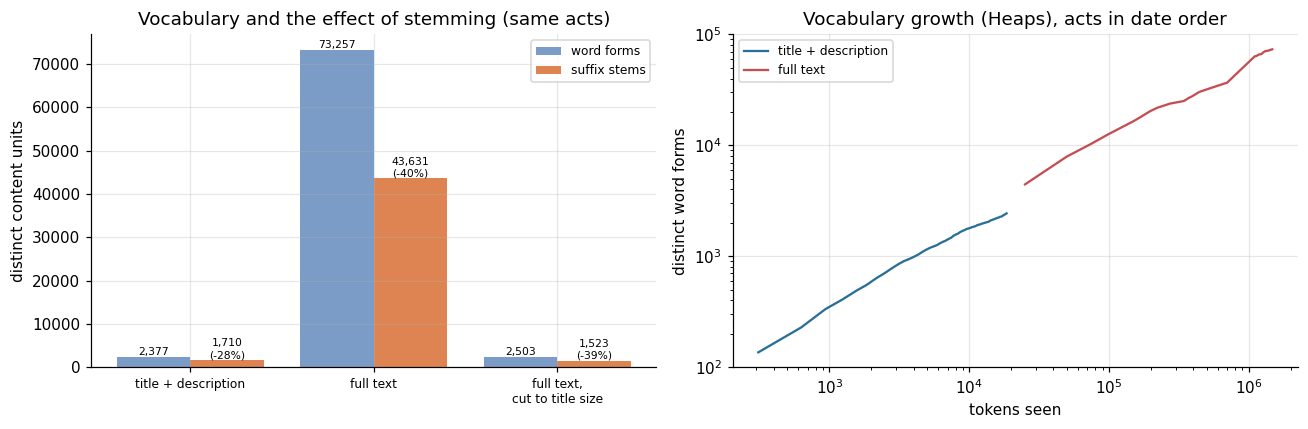 Vocabulary and the effect of stemming (same acts)
distinct content units
70000
60000
50000
40000
30000
20000
10000
0
73,257
43,631
(-40%)
2,377
1,710
(-28%)
2,503
1,523
(-39%)
word forms
suffix stems
title + description
full text
full text,
cut to title size
Vocabulary growth (Heaps), acts in date order
distinct word forms
10^5
10^4
10^3
10^2
title + description
full text
10^3
10^4
10^5
10^6
tokens seen